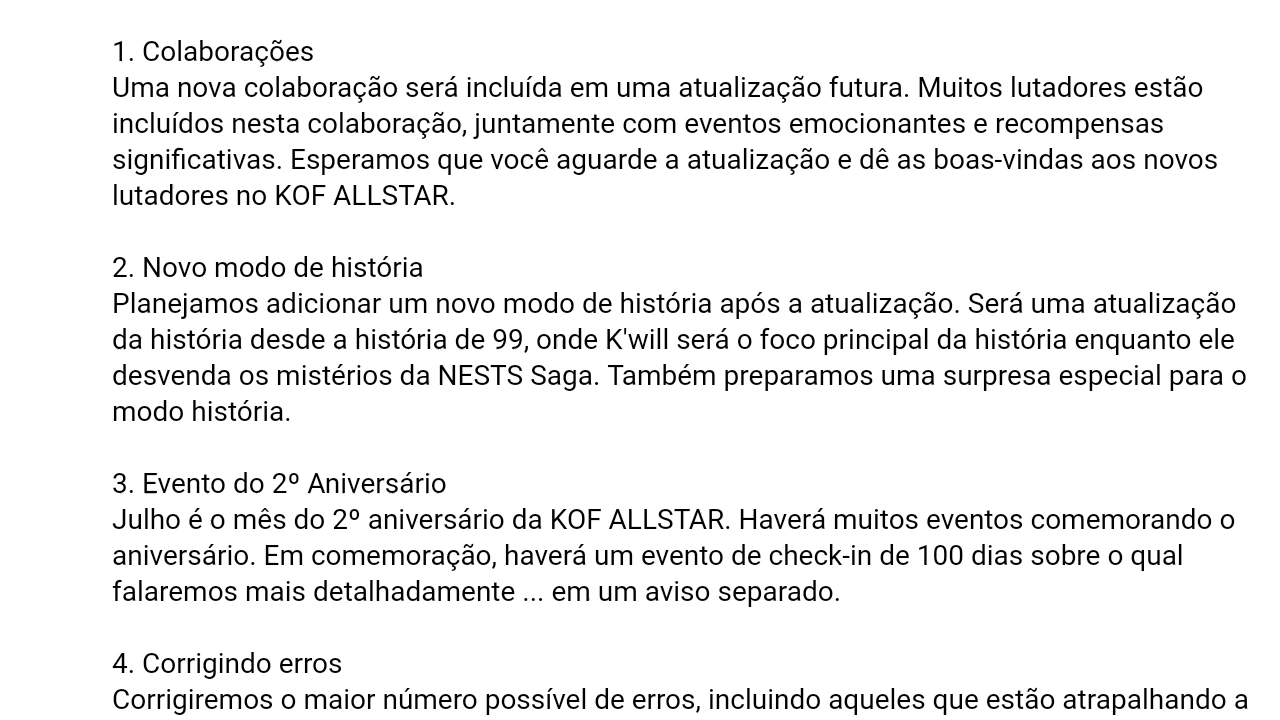 1. Colaborações
Uma nova colaboração será incluída em uma atualização futura. Muitos lutadores estão
incluídos nesta colaboração, juntamente com eventos emocionantes e recompensas
significativas. Esperamos que você aguarde a atualização e dê as boas-vindas aos novos
lutadores no KOF ALLSTAR.
2. Novo modo de história
Planejamos adicionar um novo modo de história após a atualização. Será uma atualização
da história desde a história de 99, onde K'will será o foco principal da história enquanto ele
desvenda os mistérios da NESTS Saga. Também preparamos uma surpresa especial para o
modo história.
3. Evento do 2º Aniversário
Julho é o mês do 2º aniversário da KOF ALLSTAR. Haverá muitos eventos comemorando o
aniversário. Em comemoração, haverá um evento de check-in de 100 dias sobre o qual
falaremos mais detalhadamente ... em um aviso separado.
4. Corrigindo erros
Corrigiremos o maior número possível de erros, incluindo aqueles que estão atrapalhando a